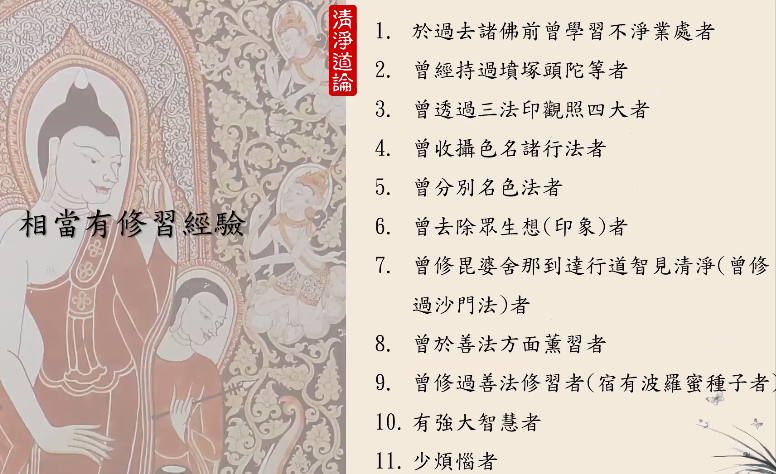 相當有修習經驗
清淨道論
1. 於過去諸佛前曾學習不淨業處者
2. 曾經持過墳塚頭陀等者
3. 曾透過三法印觀照四大者
4. 曾收攝色名諸行法者
5. 曾分別名色法者
6. 曾去除眾生想(印象)者
7. 曾修毘婆舍那到達行道智見清淨(曾修
過沙門法)者
8. 曾於善法方面薰習者
9. 曾修過善法修習者(宿有波羅蜜種子者)
10. 有強大智慧者
11. 少煩惱者